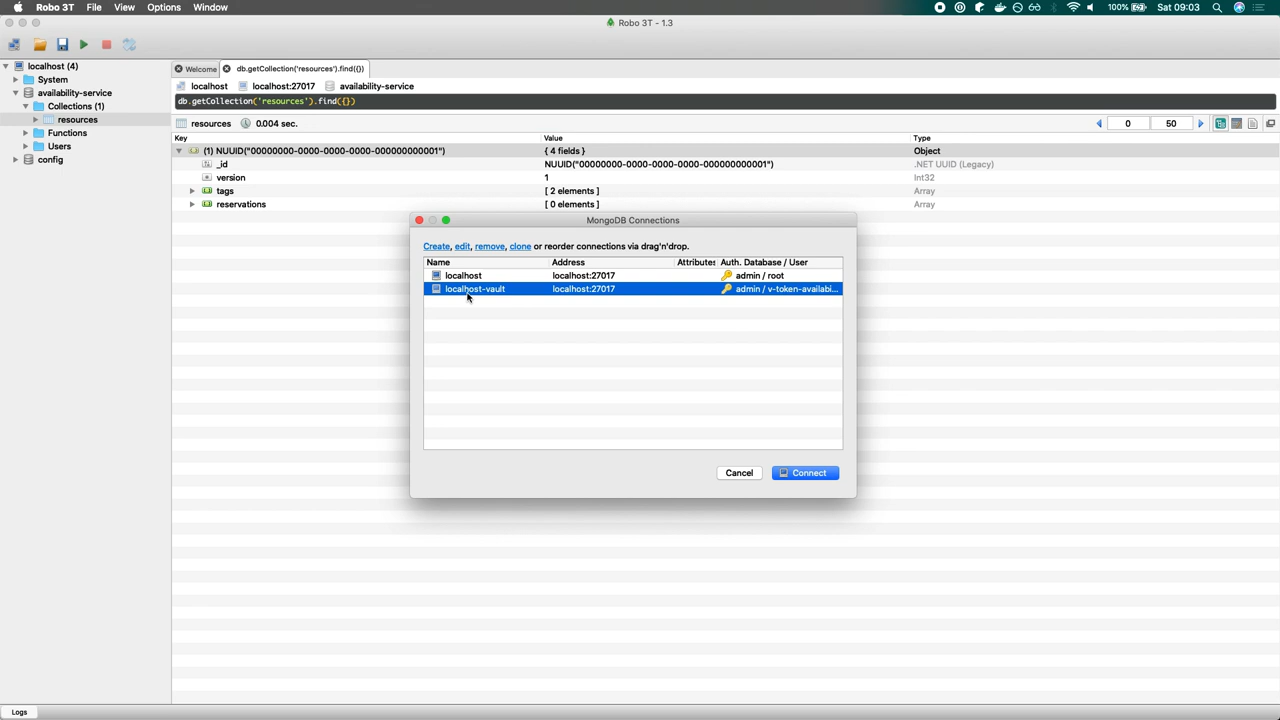 Robo 3T File View Options Window 100% Sat 09:03
Robo 3T - 1.3
localhost (4)
System
availability-service
Collections (1)
resources
Functions
Users
config
Welcome db.getCollection('resources').find({})
localhost localhost:27017 availability-service
db.getCollection('resources').find({})
resources 0.004 sec. 0 50
Key Value Type
(1) NUUID("00000000-0000-0000-0000-000000000001") { 4 fields } Object
_id NUUID("00000000-0000-0000-0000-000000000001") .NET UUID (Legacy)
version 1 Int32
tags [ 2 elements ] Array
reservations [ 0 elements ] Array
MongoDB Connections
Create, edit, remove, clone or reorder connections via drag'n'drop.
Name Address Attributes Auth. Database / User
localhost localhost:27017 admin / root
localhost-vault localhost:27017 admin / v-token-availabi...
Cancel Connect
Logs